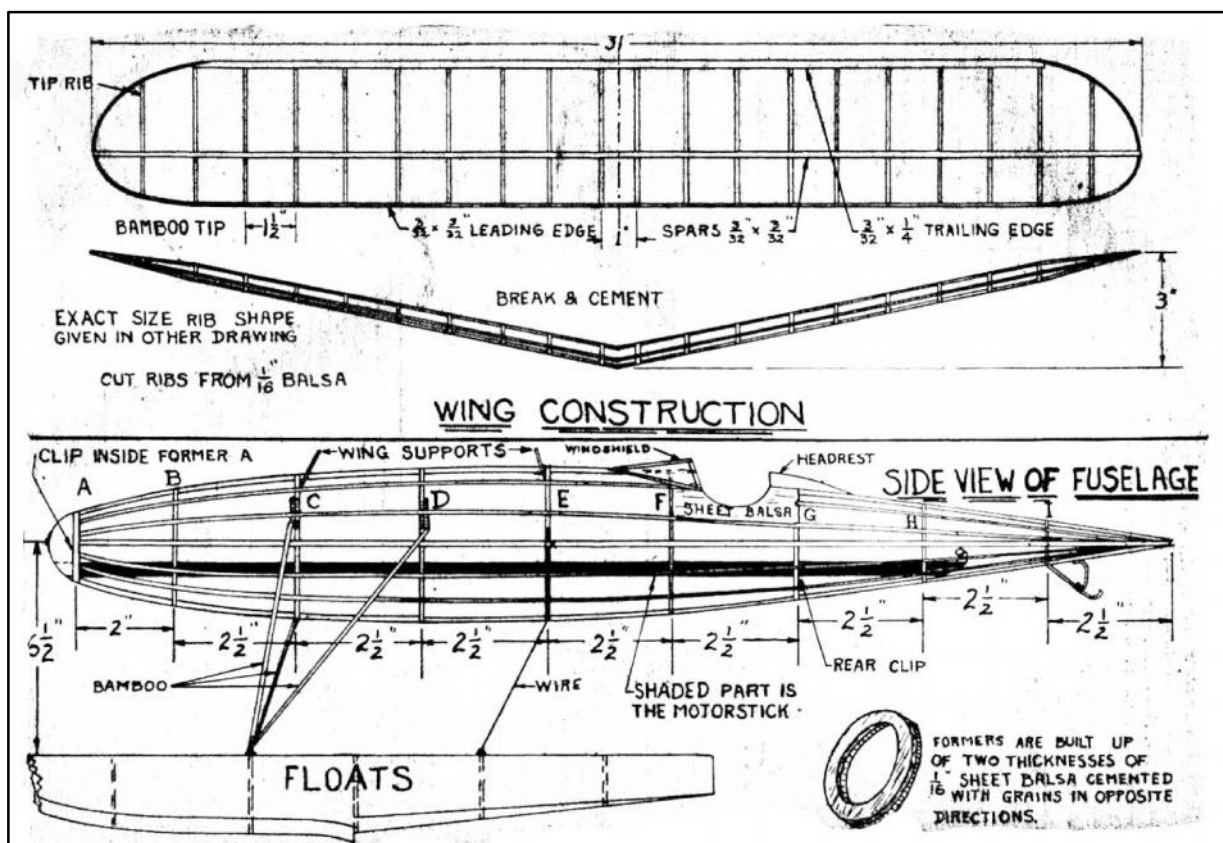 31
TIP RIB
BAMBOO TIP
1 1/2"
3/32" × 3/32" LEADING EDGE
1"
SPARS 3/32" × 3/32"
3/32" × 1/4" TRAILING EDGE
BREAK & CEMENT
3"
EXACT SIZE RIB SHAPE
GIVEN IN OTHER DRAWING
CUT RIBS FROM 1/16" BALSA
WING CONSTRUCTION
CLIP INSIDE FORMER A
WING SUPPORTS
WINDSHIELD
HEADREST
SIDE VIEW OF FUSELAGE
A
B
C
D
E
F
SHEET BALSA
G
H
I
6 1/2"
2"
2 1/2"
2 1/2"
2 1/2"
2 1/2"
2 1/2"
2 1/2"
2 1/2"
2 1/2"
BAMBOO
WIRE
SHADED PART IS
THE MOTORSTICK
REAR CLIP
FLOATS
FORMERS ARE BUILT UP
OF TWO THICKNESSES OF
1/16" SHEET BALSA CEMENTED
WITH GRAINS IN OPPOSITE
DIRECTIONS.